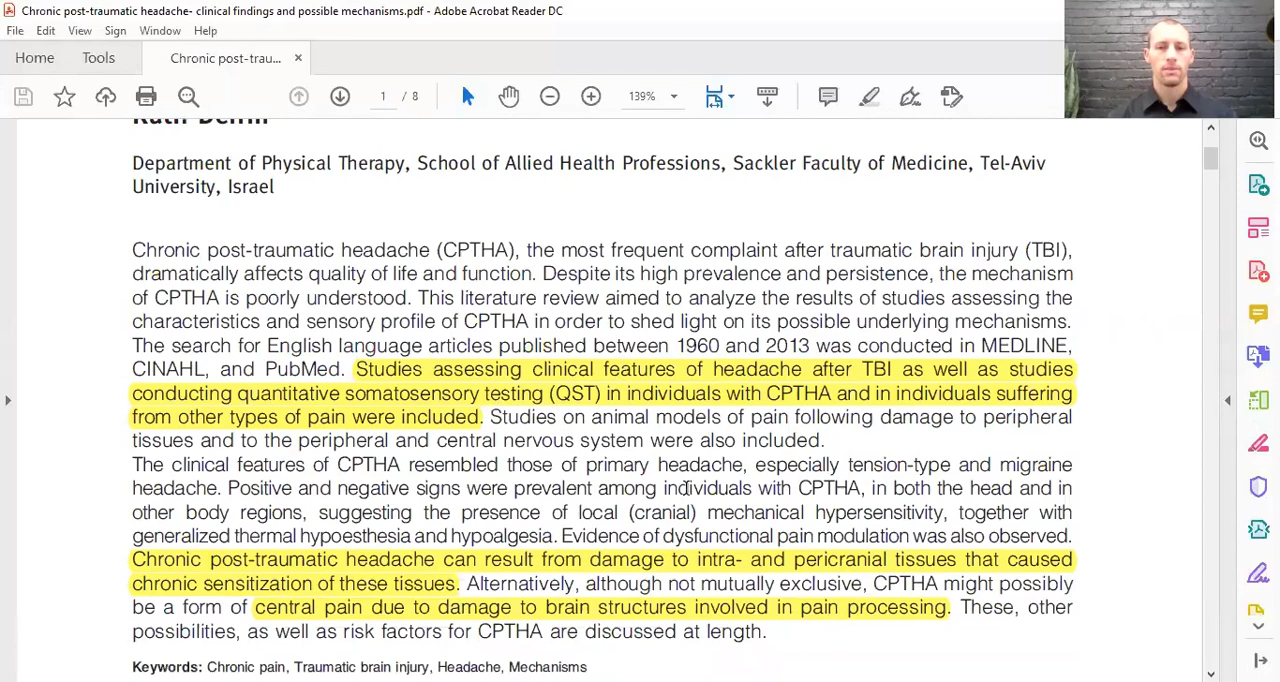 Chronic post-traumatic headache- clinical findings and possible mechanisms.pdf - Adobe Acrobat Reader DC
File Edit View Sign Window Help
Home Tools Chronic post-trau... ×
1 / 8 139%
Ruth Defrin
Department of Physical Therapy, School of Allied Health Professions, Sackler Faculty of Medicine, Tel-Aviv
University, Israel
Chronic post-traumatic headache (CPTHA), the most frequent complaint after traumatic brain injury (TBI),
dramatically affects quality of life and function. Despite its high prevalence and persistence, the mechanism
of CPTHA is poorly understood. This literature review aimed to analyze the results of studies assessing the
characteristics and sensory profile of CPTHA in order to shed light on its possible underlying mechanisms.
The search for English language articles published between 1960 and 2013 was conducted in MEDLINE,
CINAHL, and PubMed. Studies assessing clinical features of headache after TBI as well as studies
conducting quantitative somatosensory testing (QST) in individuals with CPTHA and in individuals suffering
from other types of pain were included. Studies on animal models of pain following damage to peripheral
tissues and to the peripheral and central nervous system were also included.
The clinical features of CPTHA resembled those of primary headache, especially tension-type and migraine
headache. Positive and negative signs were prevalent among individuals with CPTHA, in both the head and in
other body regions, suggesting the presence of local (cranial) mechanical hypersensitivity, together with
generalized thermal hypoesthesia and hypoalgesia. Evidence of dysfunctional pain modulation was also observed.
Chronic post-traumatic headache can result from damage to intra- and pericranial tissues that caused
chronic sensitization of these tissues. Alternatively, although not mutually exclusive, CPTHA might possibly
be a form of central pain due to damage to brain structures involved in pain processing. These, other
possibilities, as well as risk factors for CPTHA are discussed at length.
Keywords: Chronic pain, Traumatic brain injury, Headache, Mechanisms